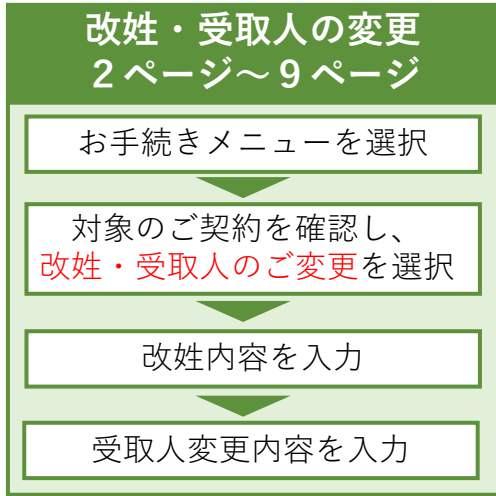 改姓・受取人の変更
2ページ～9ページ
お手続きメニューを選択
対象のご契約を確認し、
改姓・受取人のご変更を選択
改姓内容を入力
受取人変更内容を入力